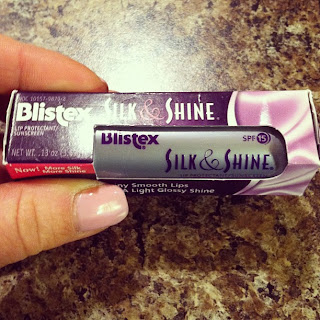 Blistex SILK & SHINE
LIP PROTECTANT/
SUNSCREEN
NET WT. .13 OZ
Now! More Silk
More Shine
Blistex
SPF 15
SILK & SHINE
Smooth Lips
Light Glossy Shine